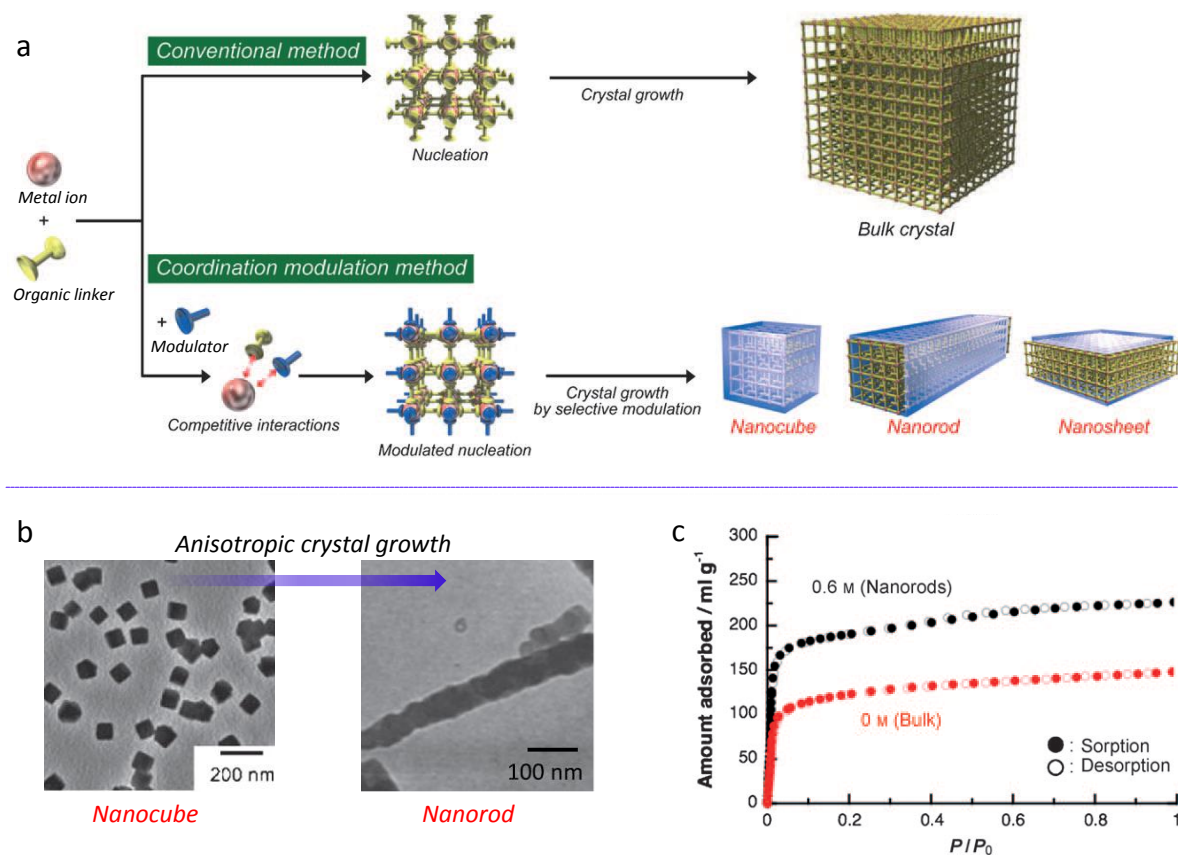 a
Conventional method
Nucleation
Crystal growth
Bulk crystal
Metal ion
+
Organic linker
Coordination modulation method
+
Modulator
Competitive interactions
Modulated nucleation
Crystal growth
by selective modulation
Nanocube
Nanorod
Nanosheet
b
Anisotropic crystal growth
200 nm
100 nm
Nanocube
Nanorod
c
Amount adsorbed / ml g⁻¹
300
250
200
150
100
50
0
0.6 M (Nanorods)
0 M (Bulk)
● : Sorption
○ : Desorption
0
0.2
0.4
0.6
0.8
1
P / P₀